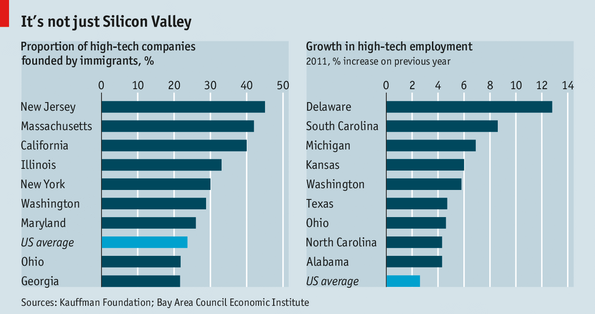 It's not just Silicon Valley
Proportion of high-tech companies
founded by immigrants, %
0 10 20 30 40 50
New Jersey
Massachusetts
California
Illinois
New York
Washington
Maryland
US average
Ohio
Georgia
Growth in high-tech employment
2011, % increase on previous year
0 2 4 6 8 10 12 14
Delaware
South Carolina
Michigan
Kansas
Washington
Texas
Ohio
North Carolina
Alabama
US average
Sources: Kauffman Foundation; Bay Area Council Economic Institute